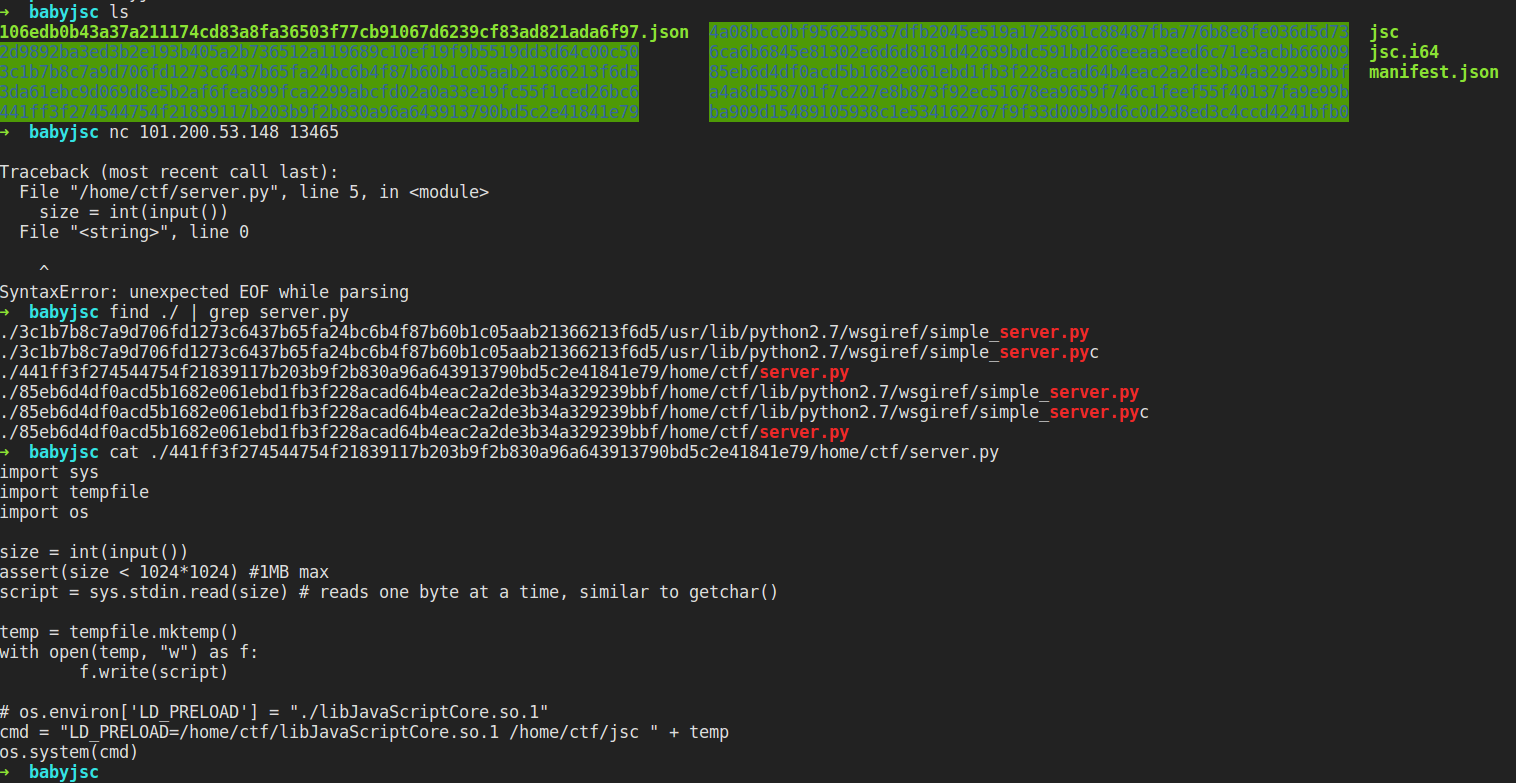 →  babyjsc ls
106edb0b43a37a211174cd83a8fa36503f77cb91067d6239cf83ad821ada6f97.json  4a08bcc0bf956255837dfb2045e519a1725861c88487fba776b8e8fe036d5d73  jsc
2d9892ba3ed3b2e193b405a2b736512a119689c10ef19f9b5519dd3d64c00c50  6ca6b6845e81302e6d6d8181d42639bdc591bd266eeaa3eed6c71e3acbb66009  jsc.i64
3c1b7b8c7a9d706fd1273c6437b65fa24bc6b4f87b60b1c05aab21366213f6d5  85eb6d4df0acd5b1682e061ebd1fb3f228acad64b4eac2a2de3b34a329239bbf  manifest.json
3da61ebc9d069d8e5b2af6fea899fca2299abcfd02a0a33e19fc55f1ced26bc6  a4a8d558701f7c227e8b873f92ec51678ea9659f746c1feef55f40137fa9e99b
441ff3f274544754f21839117b203b9f2b830a96a643913790bd5c2e41841e79  ba909d15489105938c1e534162767f9f33d009b9d6c0d238ed3c4ccd4241bfb0
→  babyjsc nc 101.200.53.148 13465
Traceback (most recent call last):
  File "/home/ctf/server.py", line 5, in <module>
    size = int(input())
  File "<string>", line 0
    ^
SyntaxError: unexpected EOF while parsing
→  babyjsc find ./ | grep server.py
./3c1b7b8c7a9d706fd1273c6437b65fa24bc6b4f87b60b1c05aab21366213f6d5/usr/lib/python2.7/wsgiref/simple_server.py
./3c1b7b8c7a9d706fd1273c6437b65fa24bc6b4f87b60b1c05aab21366213f6d5/usr/lib/python2.7/wsgiref/simple_server.pyc
./441ff3f274544754f21839117b203b9f2b830a96a643913790bd5c2e41841e79/home/ctf/server.py
./85eb6d4df0acd5b1682e061ebd1fb3f228acad64b4eac2a2de3b34a329239bbf/home/ctf/lib/python2.7/wsgiref/simple_server.py
./85eb6d4df0acd5b1682e061ebd1fb3f228acad64b4eac2a2de3b34a329239bbf/home/ctf/lib/python2.7/wsgiref/simple_server.pyc
./85eb6d4df0acd5b1682e061ebd1fb3f228acad64b4eac2a2de3b34a329239bbf/home/ctf/server.py
→  babyjsc cat ./441ff3f274544754f21839117b203b9f2b830a96a643913790bd5c2e41841e79/home/ctf/server.py
import sys
import tempfile
import os
size = int(input())
assert(size < 1024*1024) #1MB max
script = sys.stdin.read(size) # reads one byte at a time, similar to getchar()
temp = tempfile.mktemp()
with open(temp, "w") as f:
        f.write(script)
# os.environ['LD_PRELOAD'] = "./libJavaScriptCore.so.1"
cmd = "LD_PRELOAD=/home/ctf/libJavaScriptCore.so.1 /home/ctf/jsc " + temp
os.system(cmd)
→  babyjsc